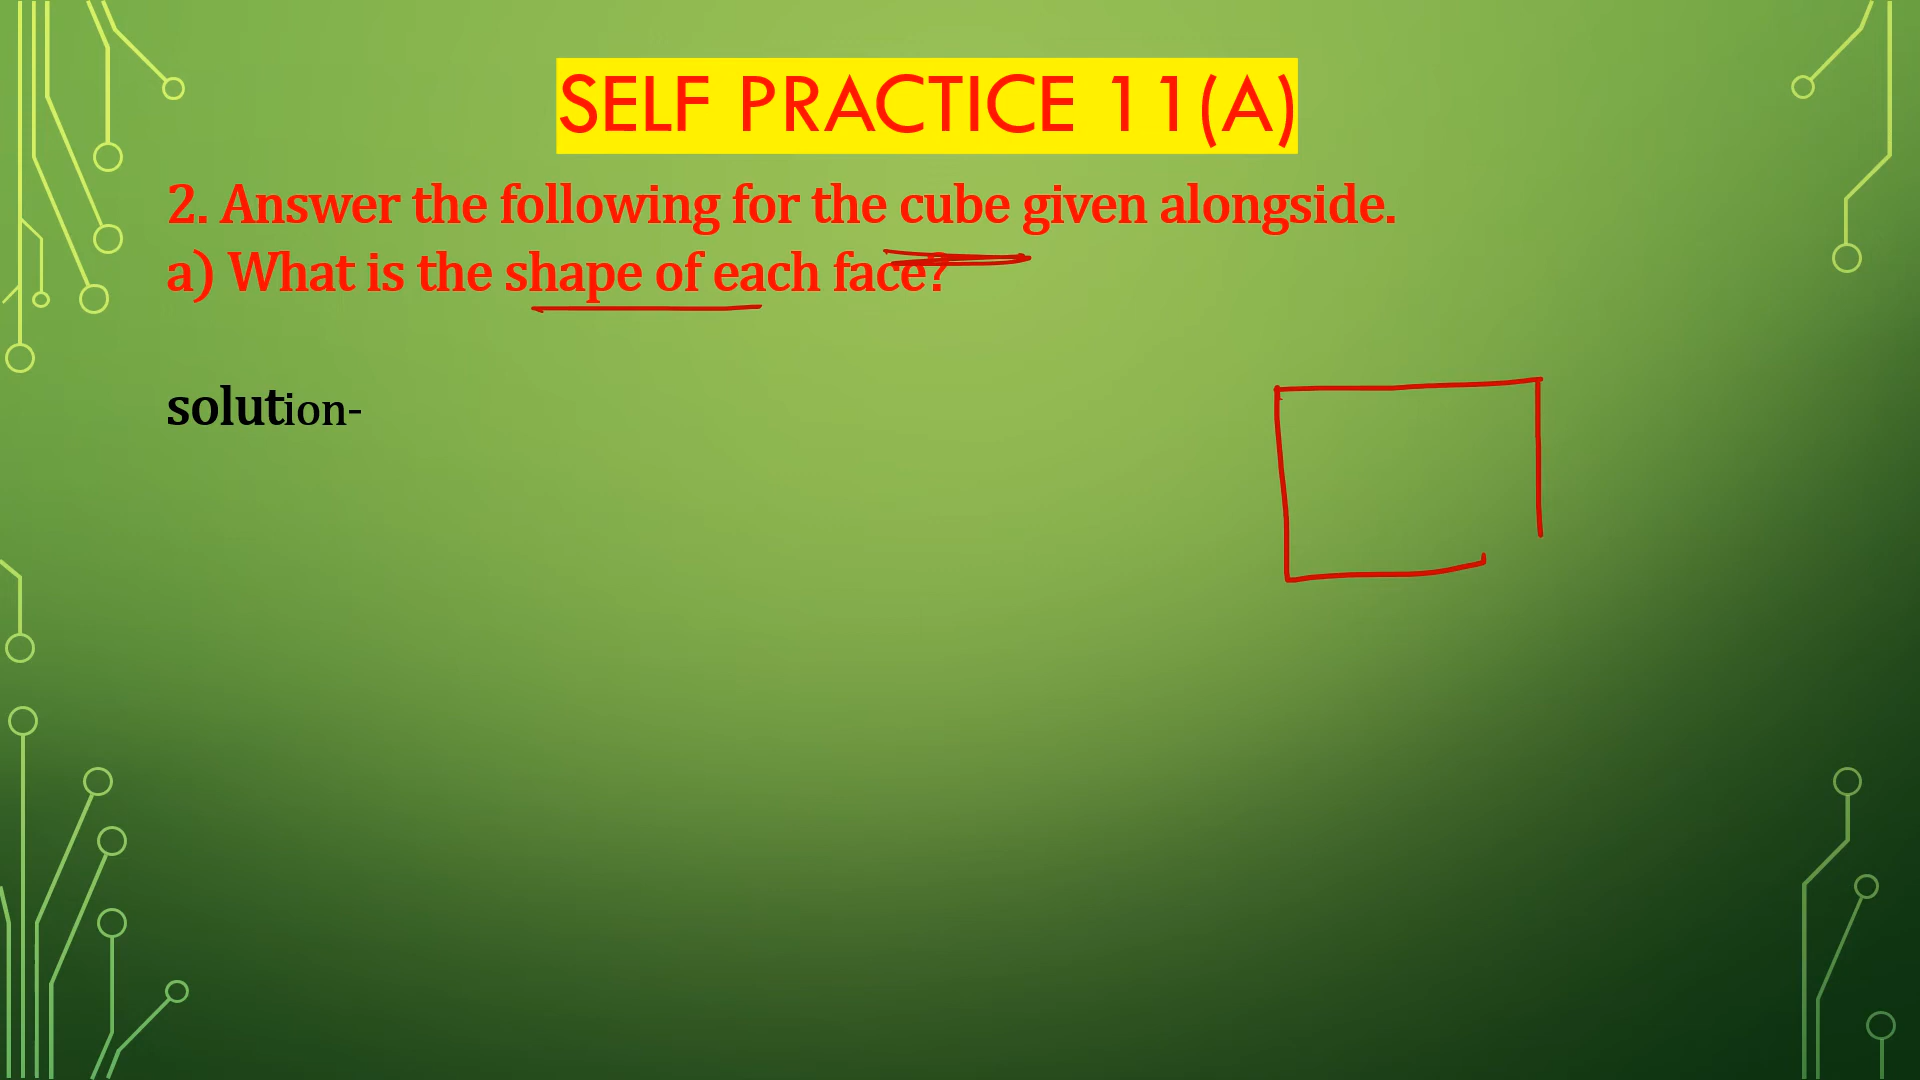 SELF PRACTICE 11(A)
2. Answer the following for the cube given alongside.
a) What is the shape of each face?
solution-